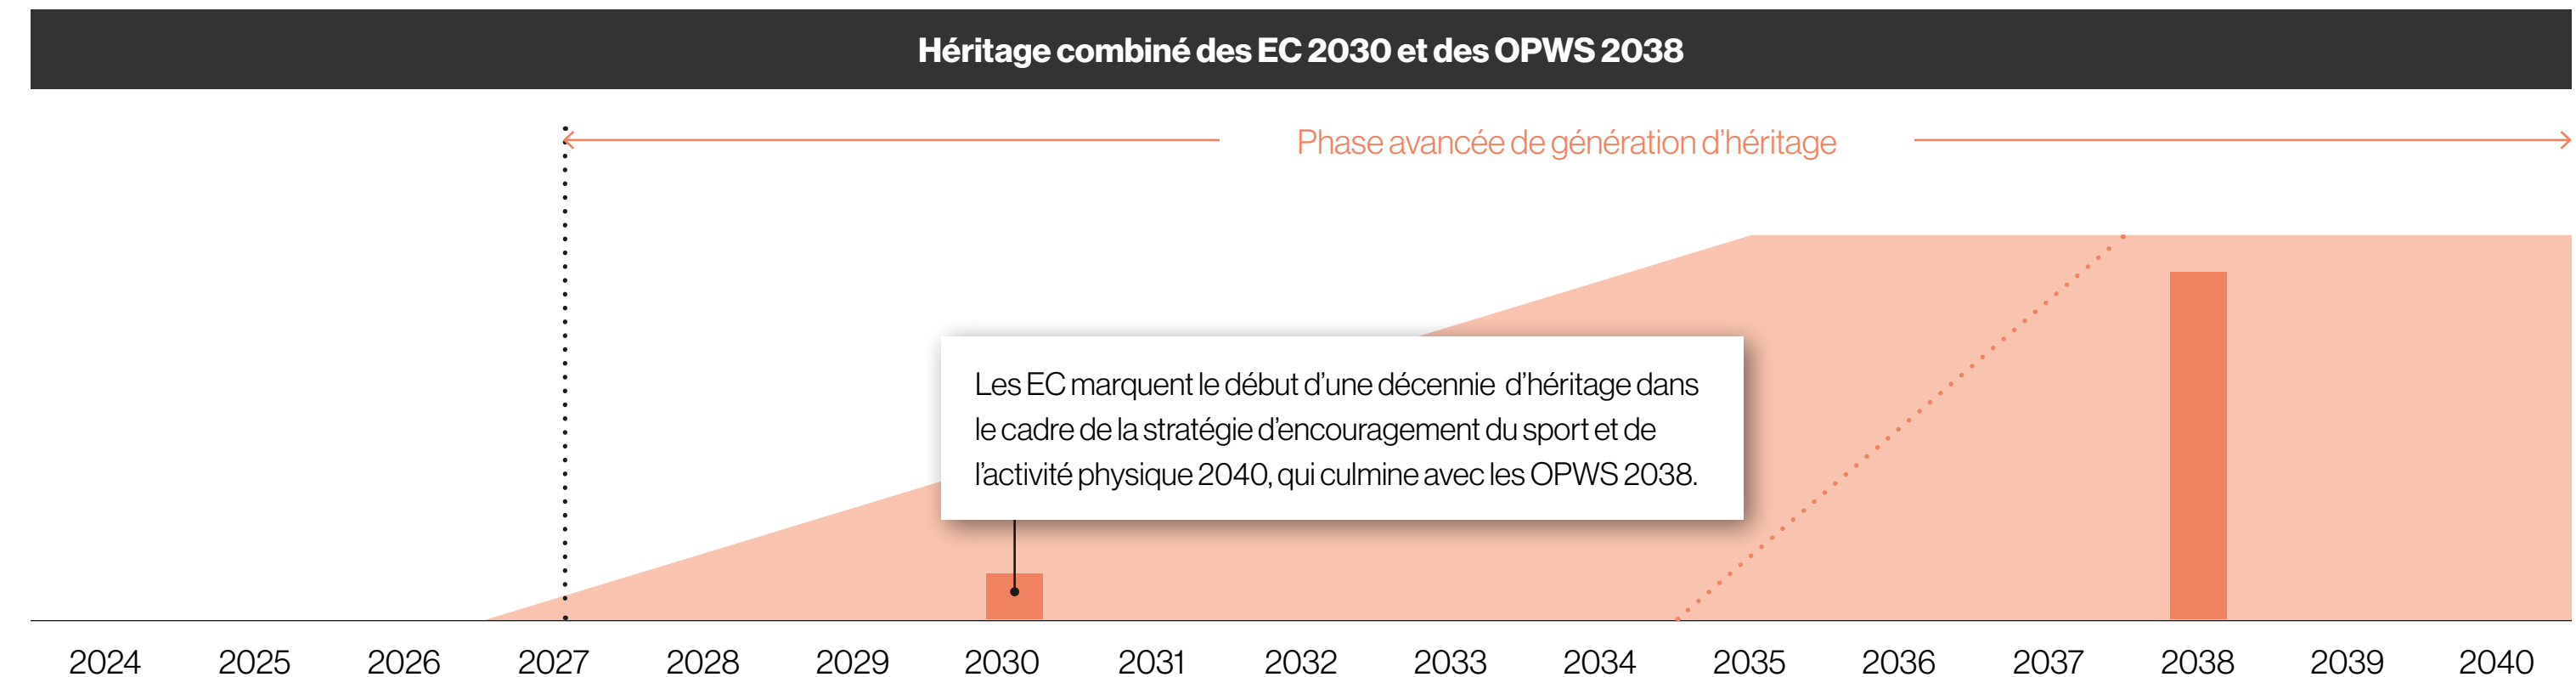 Héritage combiné des EC 2030 et des OPWS 2038
Phase avancée de génération d’héritage
Les EC marquent le début d’une décennie d’héritage dans
le cadre de la stratégie d’encouragement du sport et de
l’activité physique 2040, qui culmine avec les OPWS 2038.
2024 2025 2026 2027 2028 2029 2030 2031 2032 2033 2034 2035 2036 2037 2038 2039 2040